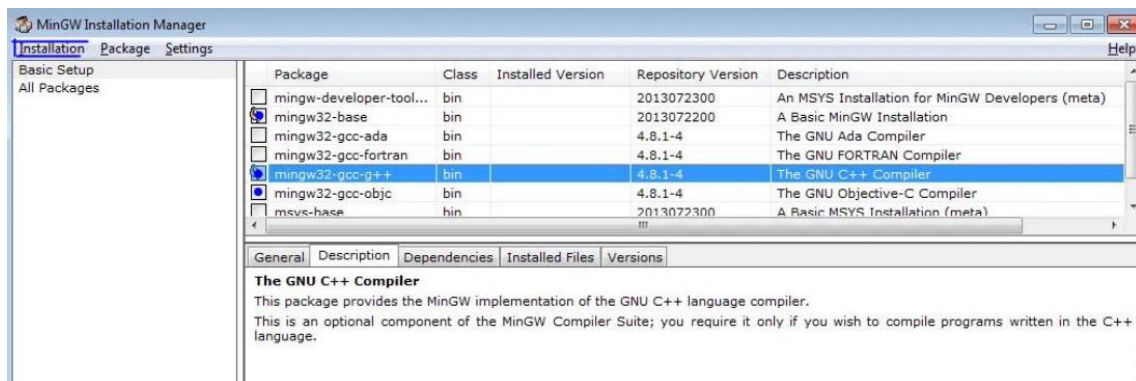 MinGW Installation Manager
Installation Package Settings Help
Basic Setup
All Packages
Package Class Installed Version Repository Version Description
mingw-developer-tool... bin 2013072300 An MSYS Installation for MinGW Developers (meta)
mingw32-base bin 2013072200 A Basic MinGW Installation
mingw32-gcc-ada bin 4.8.1-4 The GNU Ada Compiler
mingw32-gcc-fortran bin 4.8.1-4 The GNU FORTRAN Compiler
mingw32-gcc-g++ bin 4.8.1-4 The GNU C++ Compiler
mingw32-gcc-objc bin 4.8.1-4 The GNU Objective-C Compiler
msys-base bin 2013072300 A Basic MSYS Installation (meta)
General Description Dependencies Installed Files Versions
The GNU C++ Compiler
This package provides the MinGW implementation of the GNU C++ language compiler.
This is an optional component of the MinGW Compiler Suite; you require it only if you wish to compile programs written in the C++
language.